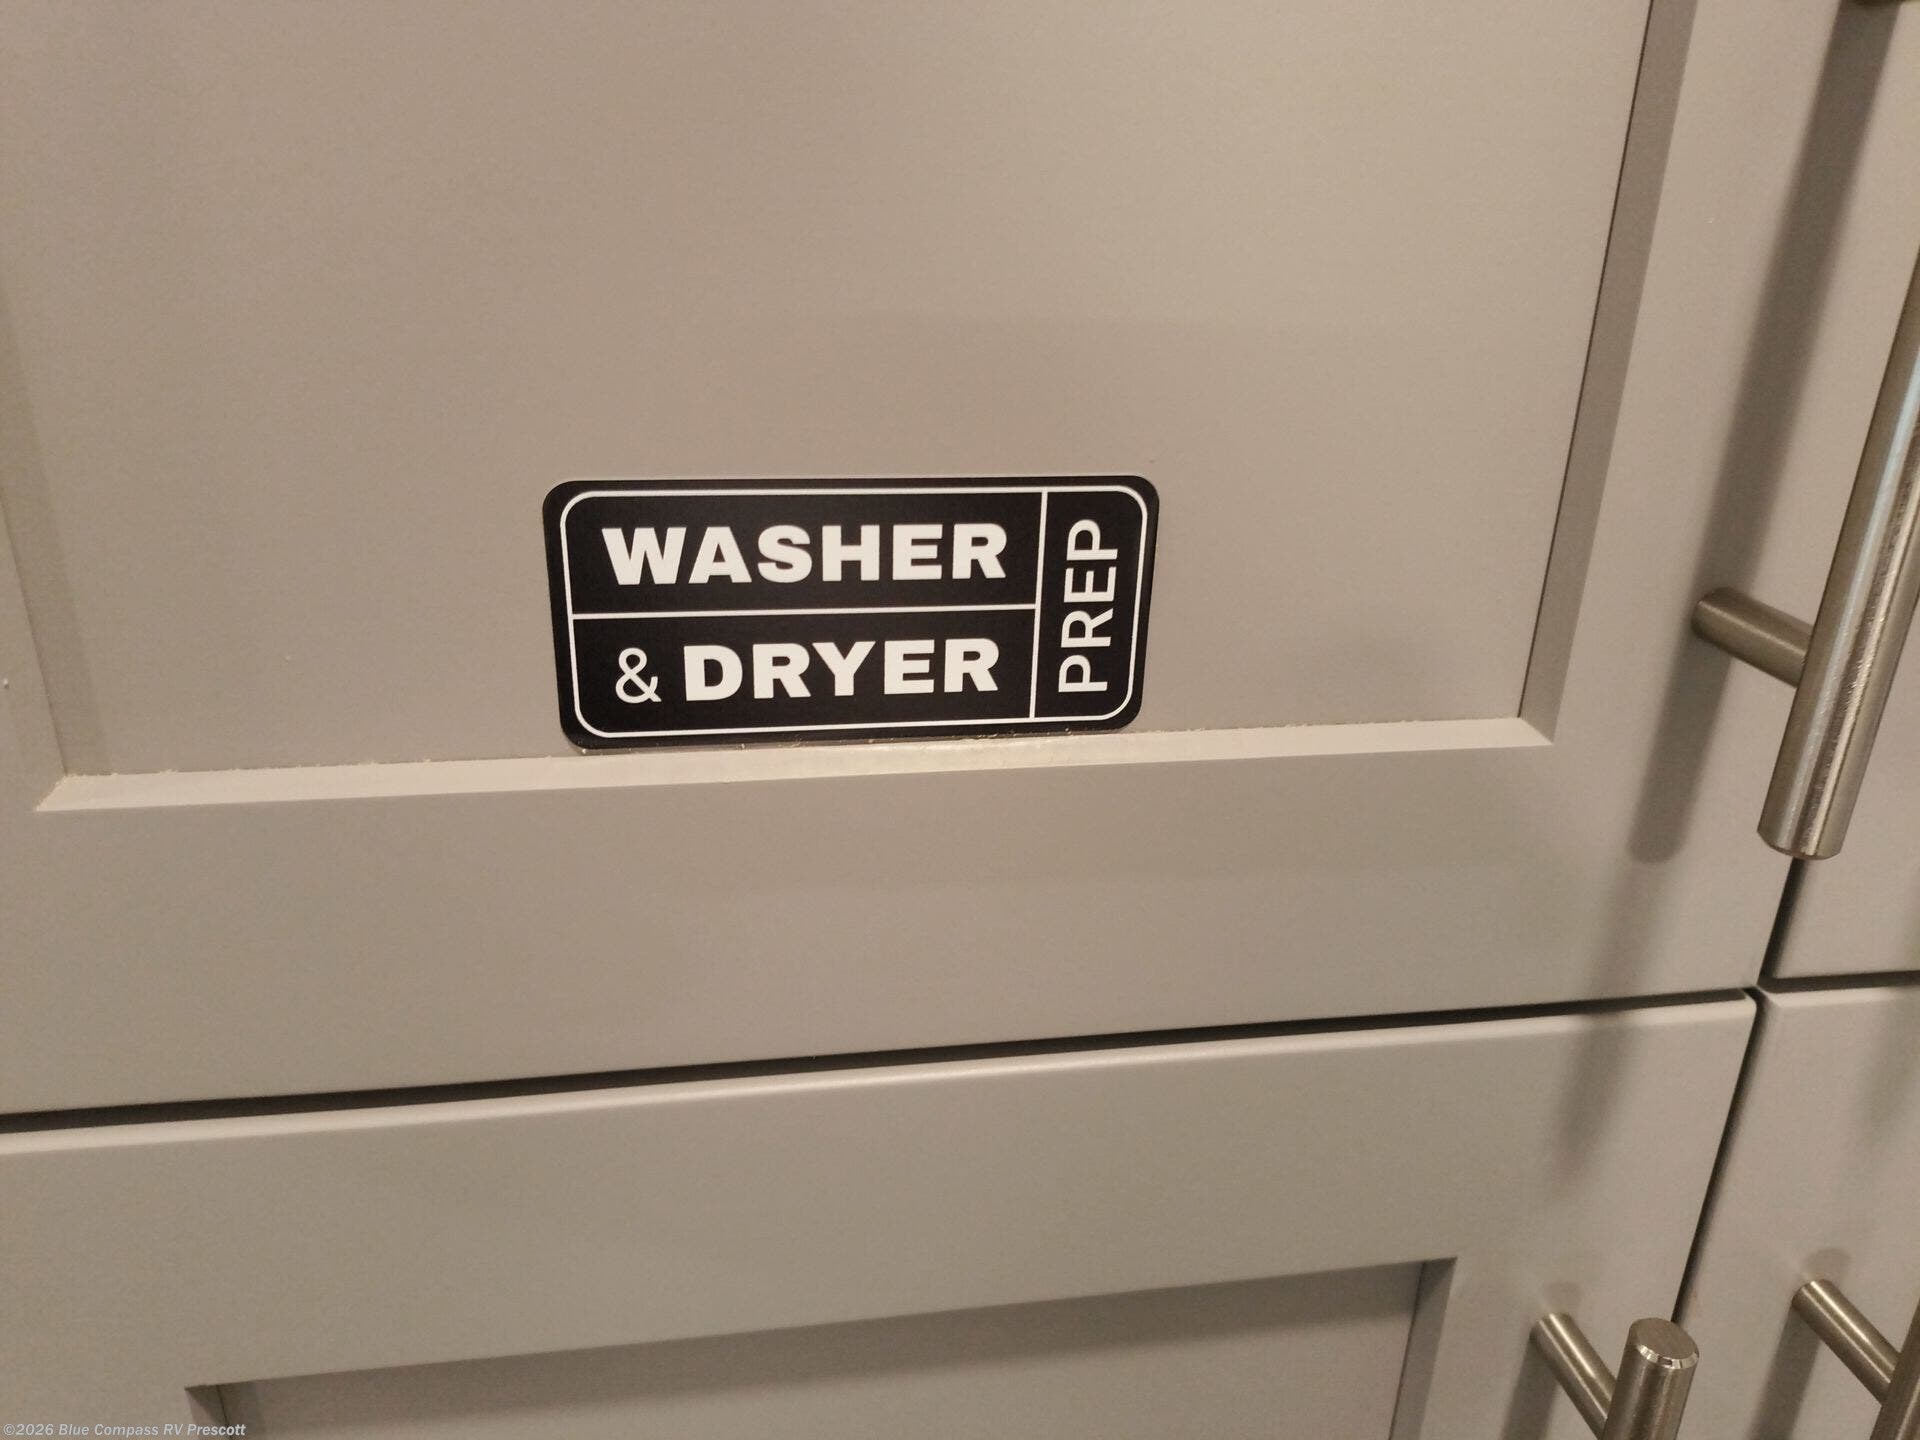 WASHER
& DRYER
PREP
©2026 Blue Compass RV Prescott